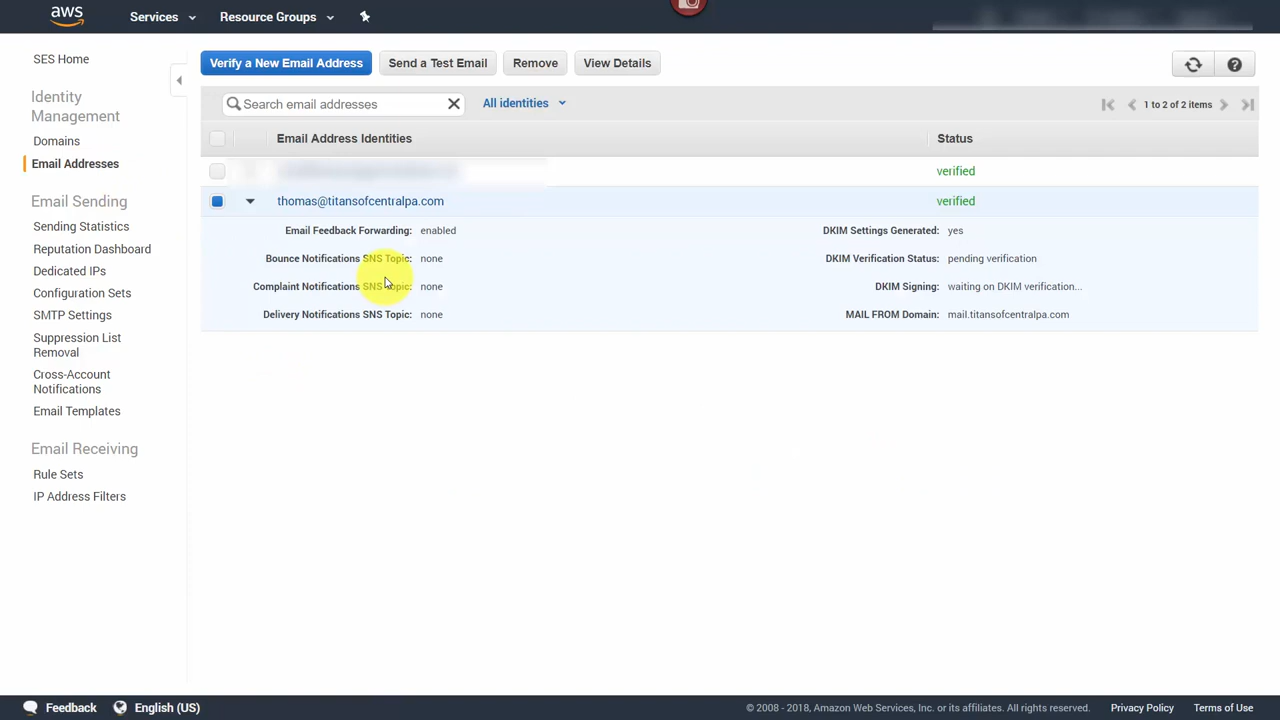 aws
Services
Resource Groups
SES Home
Identity
Management
Domains
Email Addresses
Email Sending
Sending Statistics
Reputation Dashboard
Dedicated IPs
Configuration Sets
SMTP Settings
Suppression List
Removal
Cross-Account
Notifications
Email Templates
Email Receiving
Rule Sets
IP Address Filters
Verify a New Email Address
Send a Test Email
Remove
View Details
Search email addresses
All identities
1 to 2 of 2 items
Email Address Identities
Status
verified
thomas@titansofcentralpa.com
verified
Email Feedback Forwarding: enabled
DKIM Settings Generated: yes
Bounce Notifications SNS Topic: none
DKIM Verification Status: pending verification
Complaint Notifications SNS Topic: none
DKIM Signing: waiting on DKIM verification...
Delivery Notifications SNS Topic: none
MAIL FROM Domain: mail.titansofcentralpa.com
Feedback
English (US)
© 2008 - 2018, Amazon Web Services, Inc. or its affiliates. All rights reserved.
Privacy Policy
Terms of Use